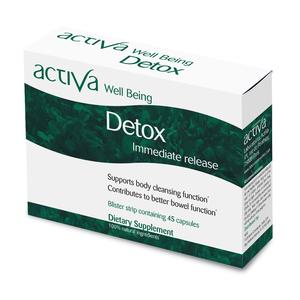 activa Well Being
Detox
activa Well Being
Detox
Immediate release
Supports body cleansing function*
Contributes to better bowel function*
Blister strip containing 45 capsules
Dietary Supplement
100% natural ingredients
activa